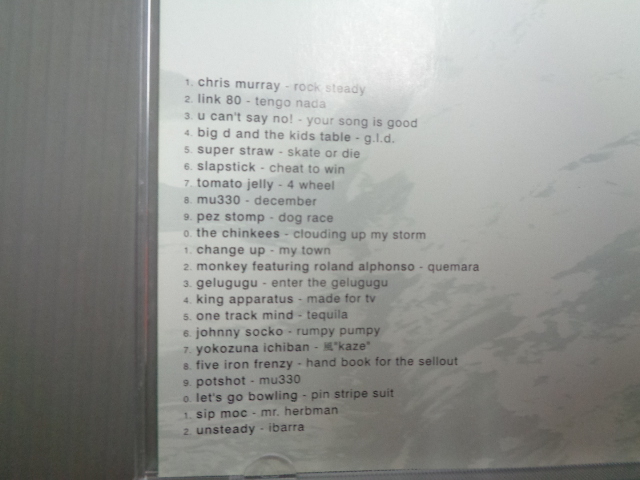 1. chris murray - rock steady
2. link 80 - tengo nada
3. u can't say no! - your song is good
4. big d and the kids table - g.l.d.
5. super straw - skate or die
6. slapstick - cheat to win
7. tomato jelly - 4 wheel
8. mu330 - december
9. pez stomp - dog race
0. the chinkees - clouding up my storm
1. change up - my town
2. monkey featuring roland alphonso - quemara
3. gelugugu - enter the gelugugu
4. king apparatus - made for tv
5. one track mind - tequila
6. johnny socko - rumpy pumpy
7. yokozuna ichiban - 風"kaze"
8. five iron frenzy - hand book for the sellout
9. potshot - mu330
0. let's go bowling - pin stripe suit
1. sip moc - mr. herbman
2. unsteady - ibarra